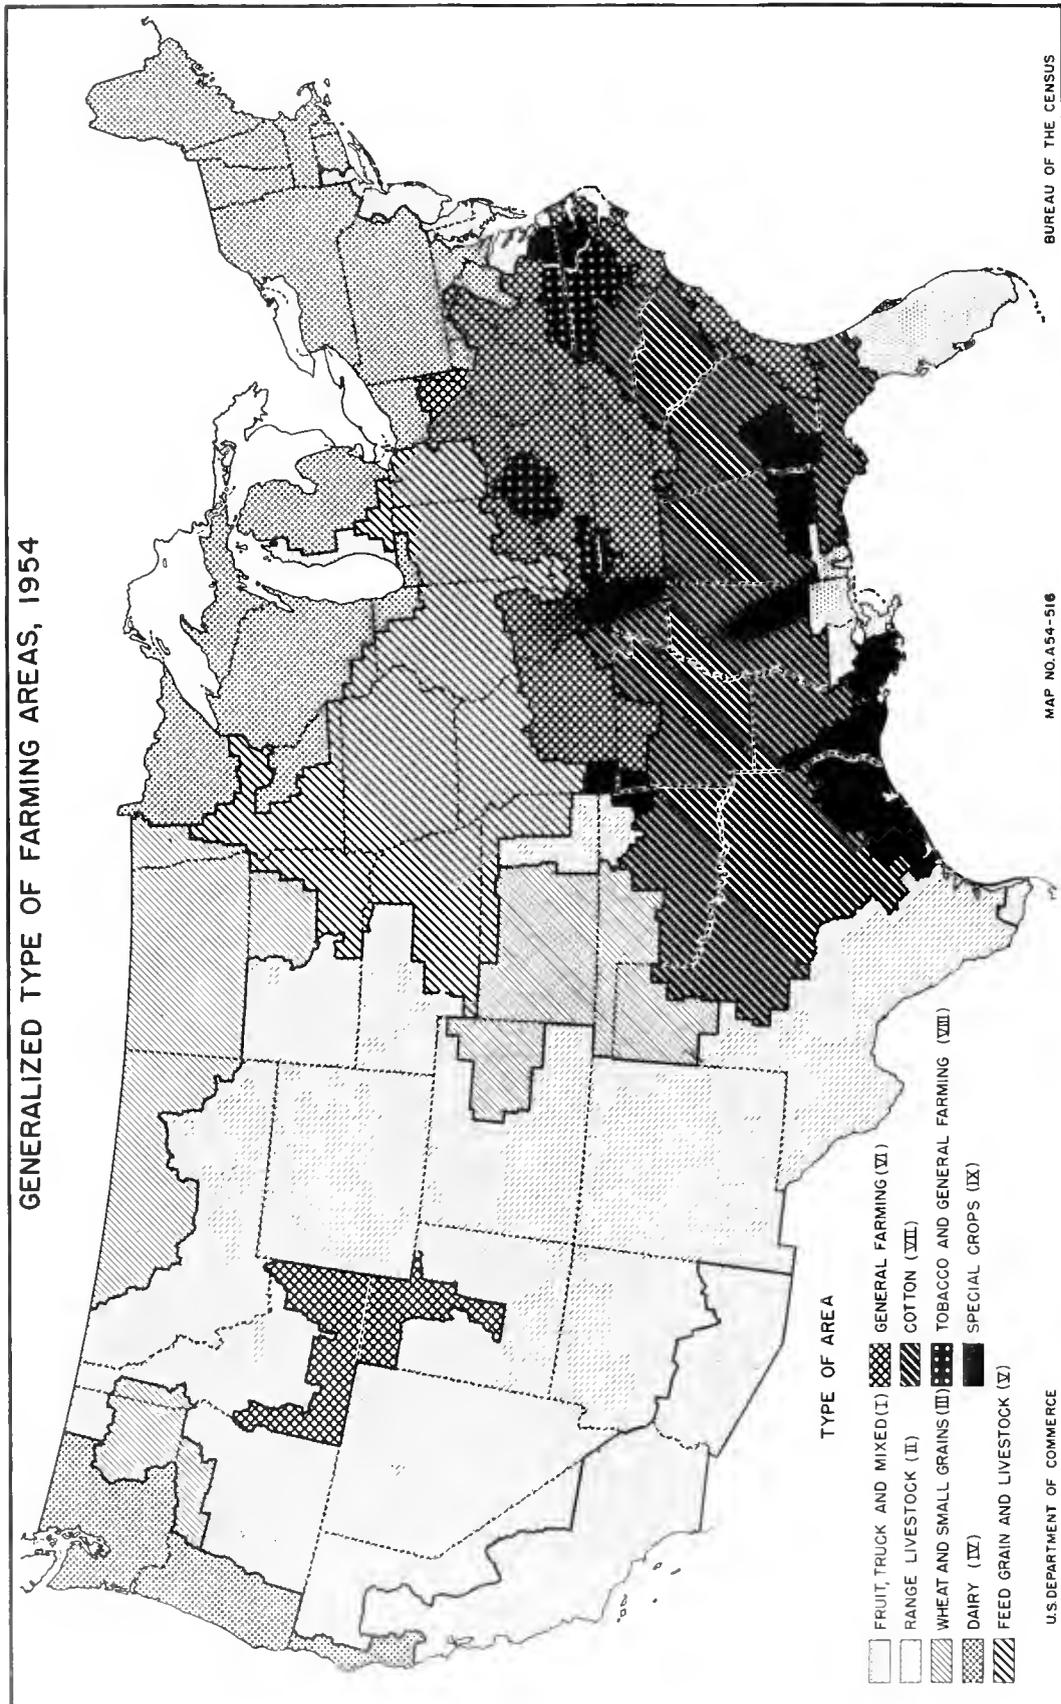 GENERALIZED TYPE OF FARMING AREAS, 1954
TYPE OF AREA
FRUIT, TRUCK AND MIXED (I)
RANGE LIVESTOCK (II)
WHEAT AND SMALL GRAINS (III)
DAIRY (IV)
FEED GRAIN AND LIVESTOCK (V)
GENERAL FARMING (VI)
COTTON (VII)
TOBACCO AND GENERAL FARMING (VIII)
SPECIAL CROPS (IX)
U.S. DEPARTMENT OF COMMERCE
MAP NO. A54-516
BUREAU OF THE CENSUS